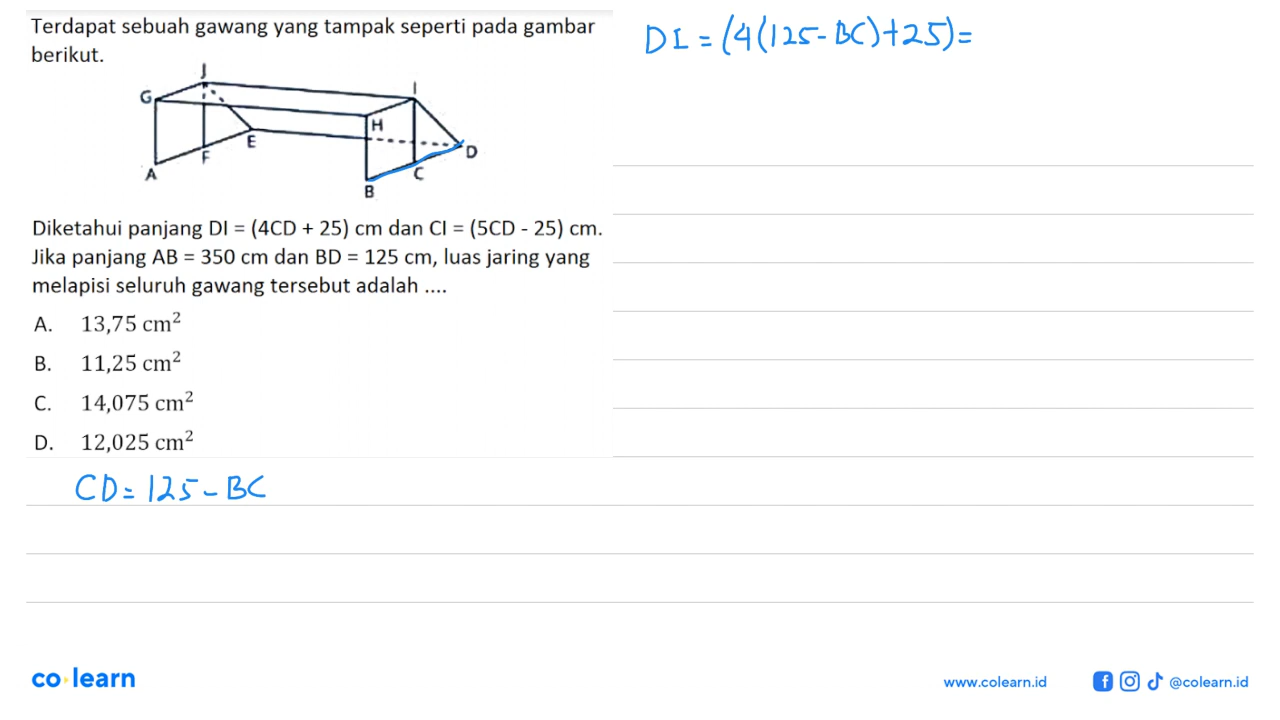 Terdapat sebuah gawang yang tampak seperti pada gambar
berikut.
J
G
I
H
E
F
D
A
C
B
Diketahui panjang DI = (4CD + 25) cm dan CI = (5CD - 25) cm.
Jika panjang AB = 350 cm dan BD = 125 cm, luas jaring yang
melapisi seluruh gawang tersebut adalah ....
A. 13,75 cm²
B. 11,25 cm²
C. 14,075 cm²
D. 12,025 cm²
CD = 125 - BC
DI = (4(125 - BC) + 25) =
co·learn
www.colearn.id
@colearn.id